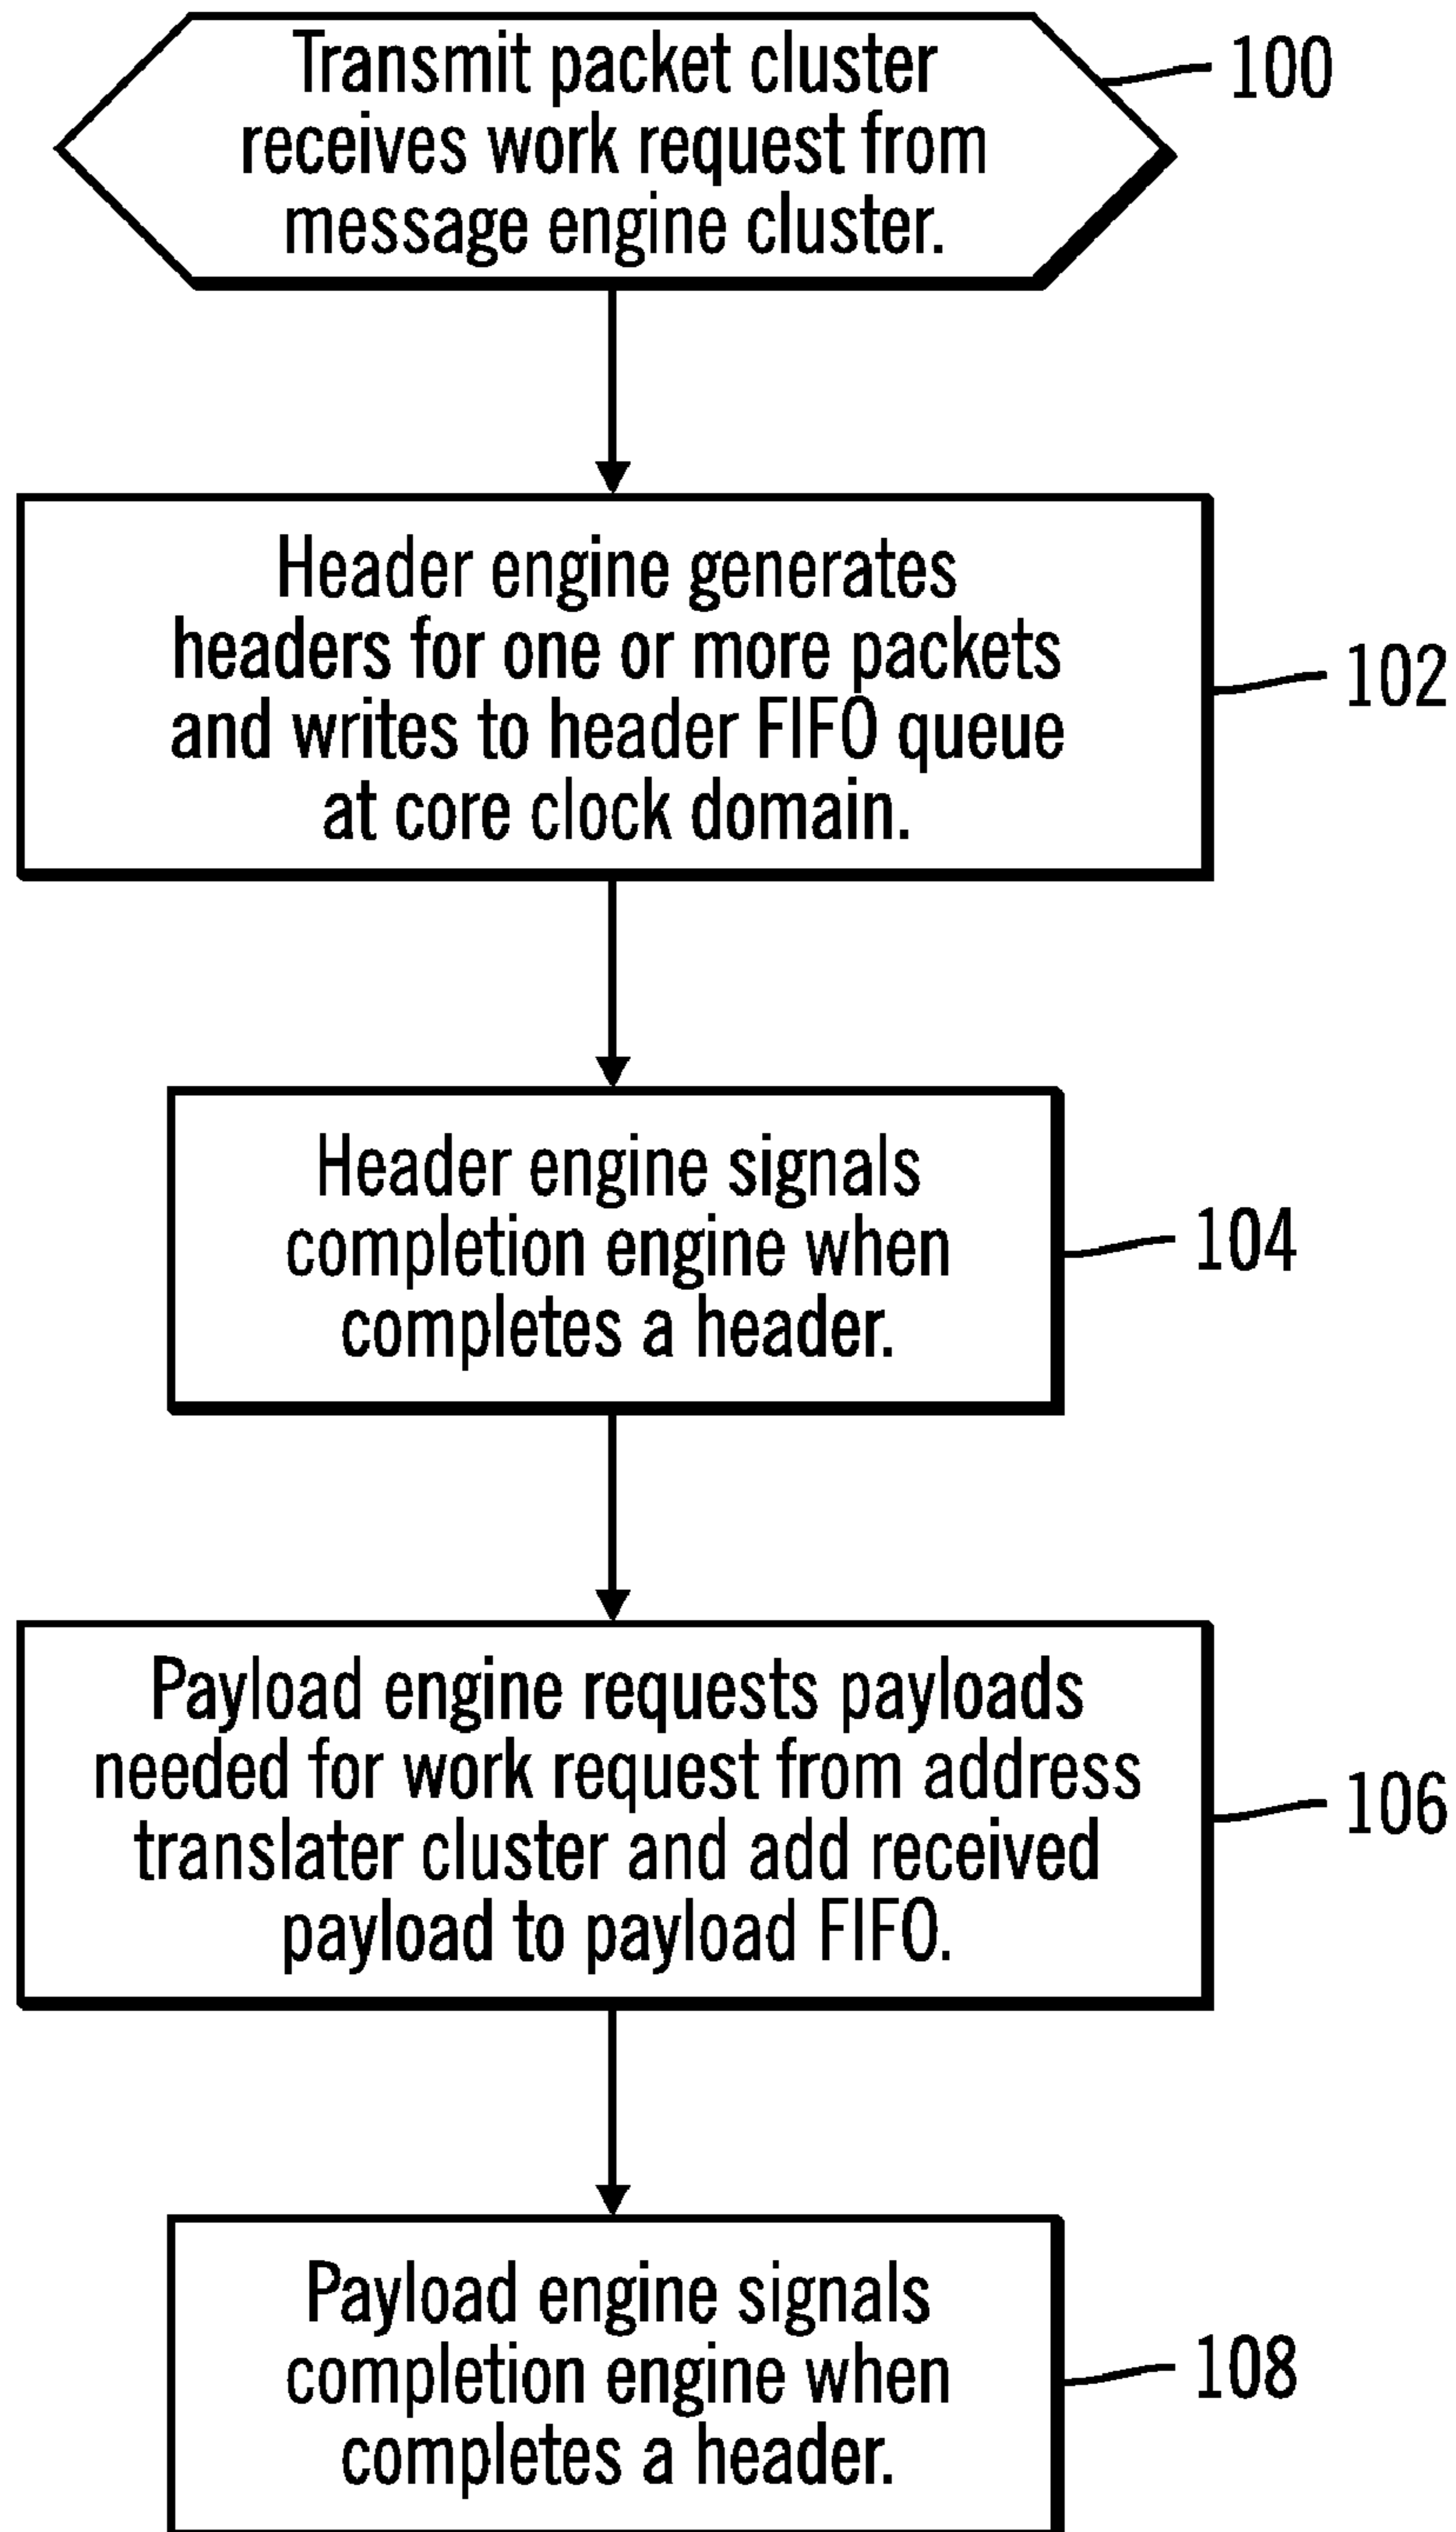 Transmit packet cluster
receives work request from
message engine cluster.
100
Header engine generates
headers for one or more packets
and writes to header FIFO queue
at core clock domain.
102
Header engine signals
completion engine when
completes a header.
104
Payload engine requests payloads
needed for work request from address
translater cluster and add received
payload to payload FIFO.
106
Payload engine signals
completion engine when
completes a header.
108